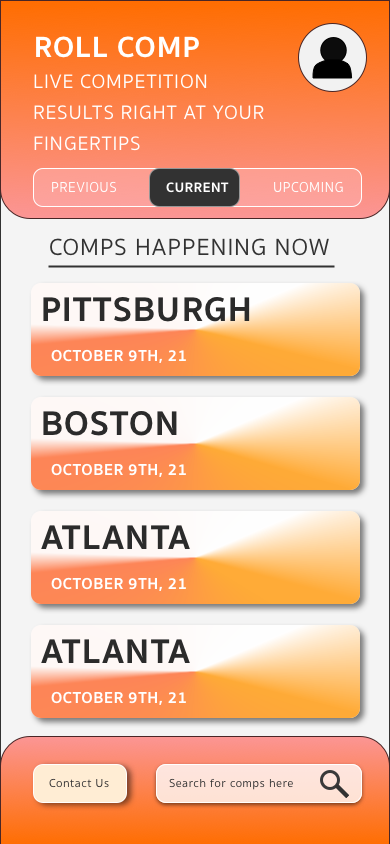 ROLL COMP
LIVE COMPETITION
RESULTS RIGHT AT YOUR
FINGERTIPS
PREVIOUS CURRENT UPCOMING
COMPS HAPPENING NOW
PITTSBURGH
OCTOBER 9TH, 21
BOSTON
OCTOBER 9TH, 21
ATLANTA
OCTOBER 9TH, 21
ATLANTA
OCTOBER 9TH, 21
Contact Us Search for comps here